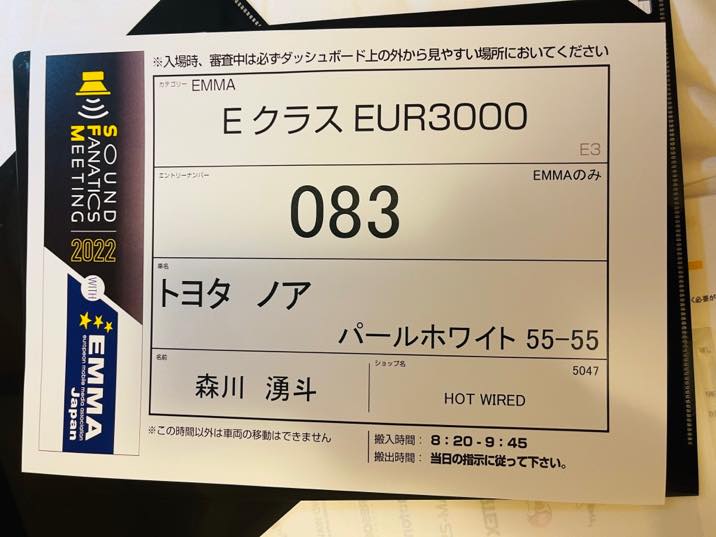 ※入場時、審査中は必ずダッシュボード上の外から見やすい場所においてください
カテゴリー EMMA
E クラス EUR3000
E3
エントリーナンバー
EMMAのみ
083
車名
トヨタ ノア
パールホワイト 55-55
名前
森川 湧斗
ショップ名
5047
HOT WIRED
※この時間以外は車両の移動はできません
搬入時間： 8：20-9：45
搬出時間： 当日の指示に従って下さい。
SOUND
FANATICS
MEETING
2022
WITH
EMMA
european mobile media association
Japan